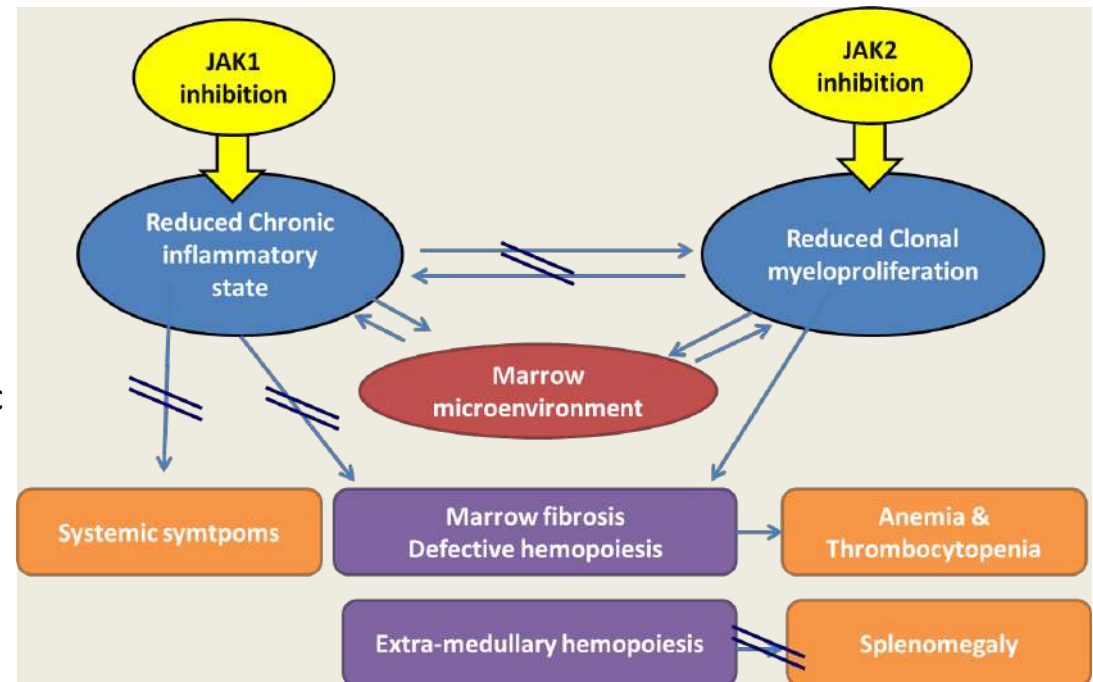 JAK1
inhibition
JAK2
inhibition
Reduced Chronic
inflammatory
state
Reduced Clonal
myeloproliferation
Marrow
microenvironment
Systemic symtpoms
Marrow fibrosis
Defective hemopoiesis
Anemia &
Thrombocytopenia
Extra-medullary hemopoiesis
Splenomegaly